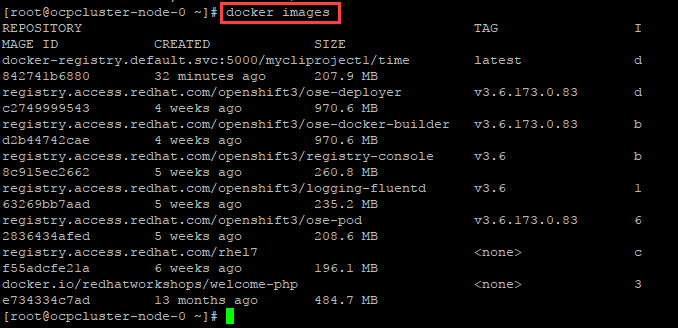 [root@ocpcluster-node-0 ~]# docker images
REPOSITORY TAG I
MAGE ID CREATED SIZE
docker-registry.default.svc:5000/mycliproject1/time latest d
842741b6880 32 minutes ago 207.9 MB
registry.access.redhat.com/openshift3/ose-deployer v3.6.173.0.83 d
c2749999543 4 weeks ago 970.6 MB
registry.access.redhat.com/openshift3/ose-docker-builder v3.6.173.0.83 b
d2b44742cae 4 weeks ago 970.6 MB
registry.access.redhat.com/openshift3/registry-console v3.6 b
8c915ec2662 5 weeks ago 260.8 MB
registry.access.redhat.com/openshift3/logging-fluentd v3.6 l
63269bb7aad 5 weeks ago 235.2 MB
registry.access.redhat.com/openshift3/ose-pod v3.6.173.0.83 6
2836434afed 5 weeks ago 208.6 MB
registry.access.redhat.com/rhel7 <none> c
f55adcfe21a 6 weeks ago 196.1 MB
docker.io/redhatworkshops/welcome-php <none> 3
e734334c7ad 13 months ago 484.7 MB
[root@ocpcluster-node-0 ~]#